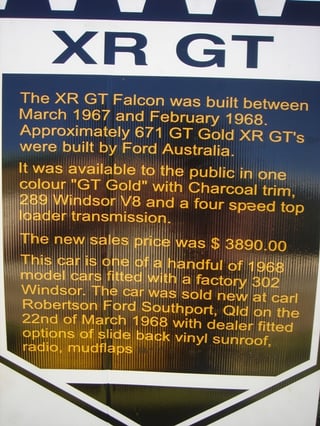 XR GT
The XR GT Falcon was built between
March 1967 and February 1968.
Approximately 671 GT Gold XR GT's
were built by Ford Australia.
It was available to the public in one
colour "GT Gold" with Charcoal trim,
289 Windsor V8 and a four speed top
loader transmission.
The new sales price was $ 3890.00
This car is one of a handful of 1968
model cars fitted with a factory 302
Windsor. The car was sold new at carl
Robertson Ford Southport, Qld on the
22nd of March 1968 with dealer fitted
options of slide back vinyl sunroof,
radio, mudflaps